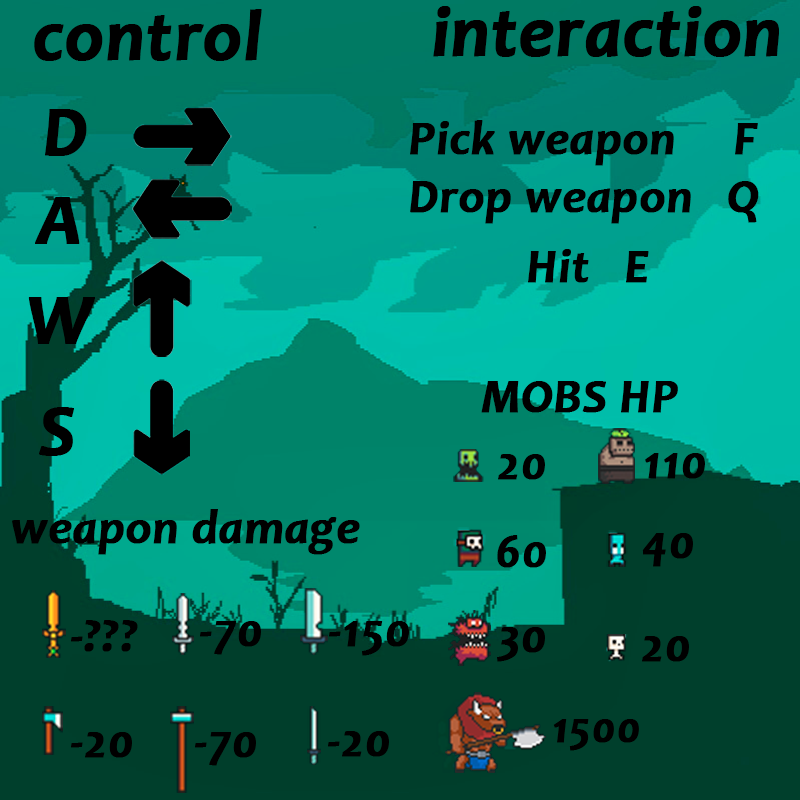 control
interaction
D
A
W
S
Pick weapon F
Drop weapon Q
Hit E
MOBS HP
20 110
60 40
30 20
1500
weapon damage
-??? -70 -150
-20 -70 -20